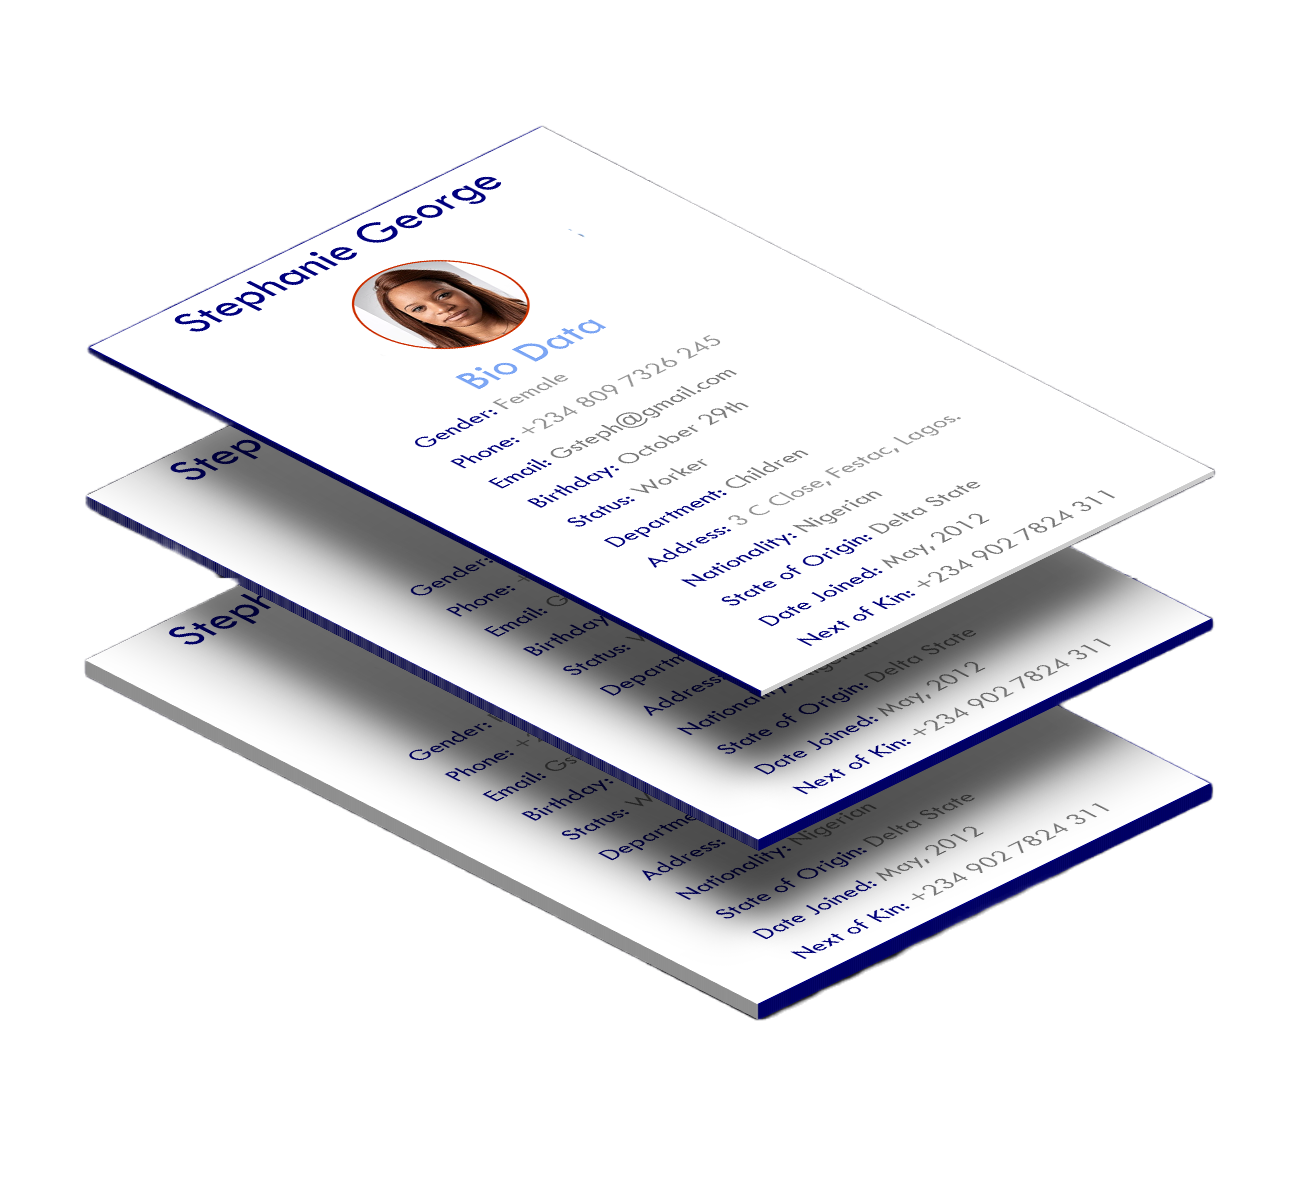 Stephanie George
Bio Data
Gender: Female
Phone: +234 809 7326 245
Email: Gsteph@gmail.com
Birthday: October 29th
Status: Worker
Department: Children
Address: 3 C Close, Festac, Lagos.
Nationality: Nigerian
State of Origin: Delta State
Date Joined: May, 2012
Next of Kin: +234 902 7824 311
Step
Gender:
Phone: +
Email: G
Birthday
Status:
Departm
Address:
Nationality: Nigerian
State of Origin: Delta State
Date Joined: May, 2012
Next of Kin: +234 902 7824 311
Steph
Gender:
Phone: +
Email: Gs
Birthday:
Status: W
Departme
Address:
Nationality: Nigerian
State of Origin: Delta State
Date Joined: May, 2012
Next of Kin: +234 902 7824 311